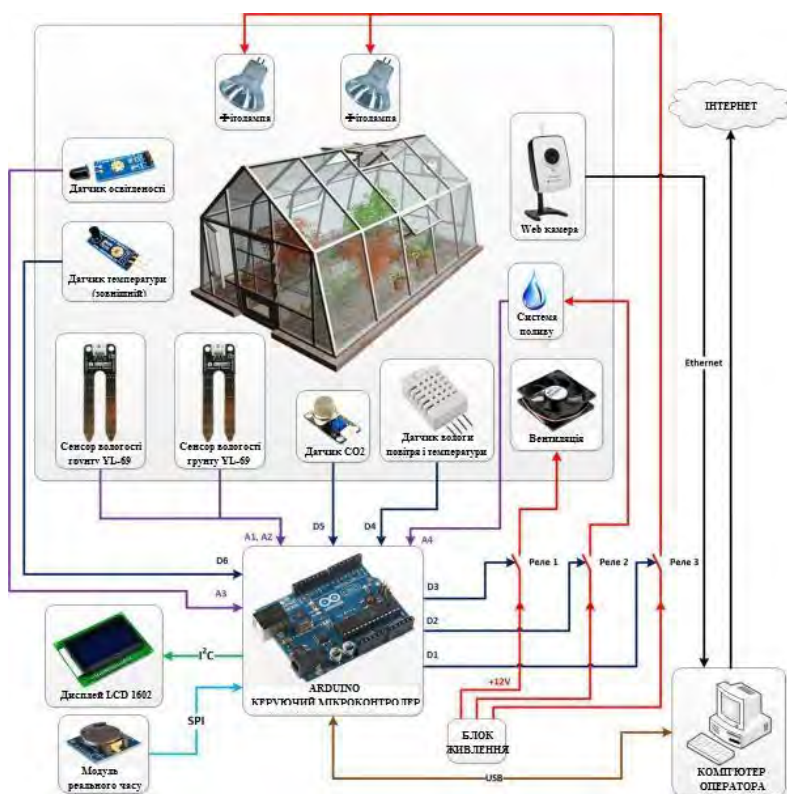 Фітолампа
Фітолампа
ІНТЕРНЕТ
Датчик освітленості
Web камера
Датчик температури
(зовнішній)
Система
поливу
Ethernet
Сенсор вологості
грунту YL-69
Сенсор вологості
грунту YL-69
Датчик CO2
Датчик вологи
повітря і температури
Вентиляція
A1, A2
D5
D4
A4
D6
A3
D3
D2
D1
Реле 1
Реле 2
Реле 3
I²C
Дисплей LCD 1602
ARDUINO
КЕРУЮЧИЙ МІКРОКОНТРОЛЕР
+12V
SPI
Модуль
реального часу
БЛОК
ЖИВЛЕННЯ
USB
КОМП'ЮТЕР
ОПЕРАТОРА